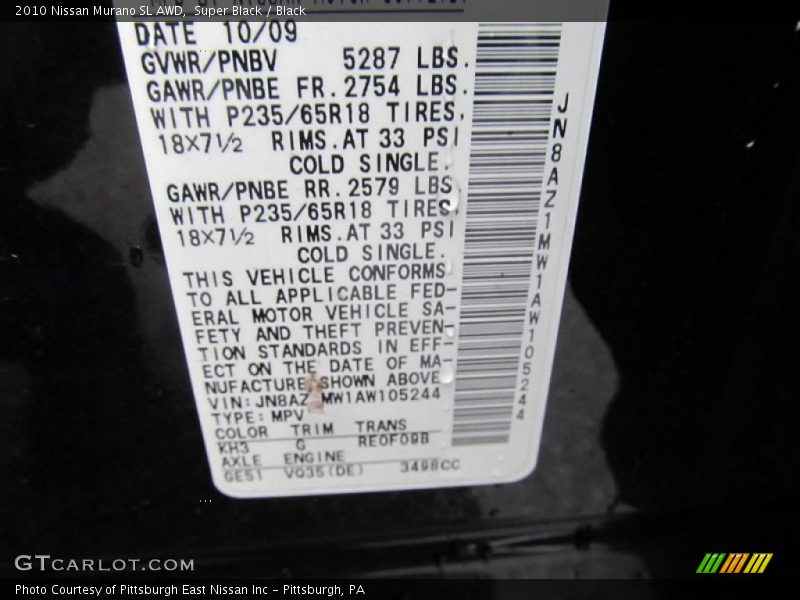 2010 Nissan Murano SL AWD, Super Black / Black
DATE 10/09
GVWR/PNBV 5287 LBS.
GAWR/PNBE FR. 2754 LBS.
WITH P235/65R18 TIRES,
18X7½ RIMS. AT 33 PSI
COLD SINGLE.
GAWR/PNBE RR. 2579 LBS
WITH P235/65R18 TIRES
18X7½ RIMS. AT 33 PSI
COLD SINGLE.
THIS VEHICLE CONFORMS
TO ALL APPLICABLE FED-
ERAL MOTOR VEHICLE SA-
FETY AND THEFT PREVEN-
TION STANDARDS IN EFF-
ECT ON THE DATE OF MA-
NUFACTURE SHOWN ABOVE
VIN: JN8AZ MW1AW105244
TYPE: MPV
COLOR TRIM TRANS
KH3 G RE0F09B
AXLE ENGINE
GE51 VQ35(DE) 3498CC
JN8AZ1MW1AW105244
GTCARLOT.COM
Photo Courtesy of Pittsburgh East Nissan Inc - Pittsburgh, PA